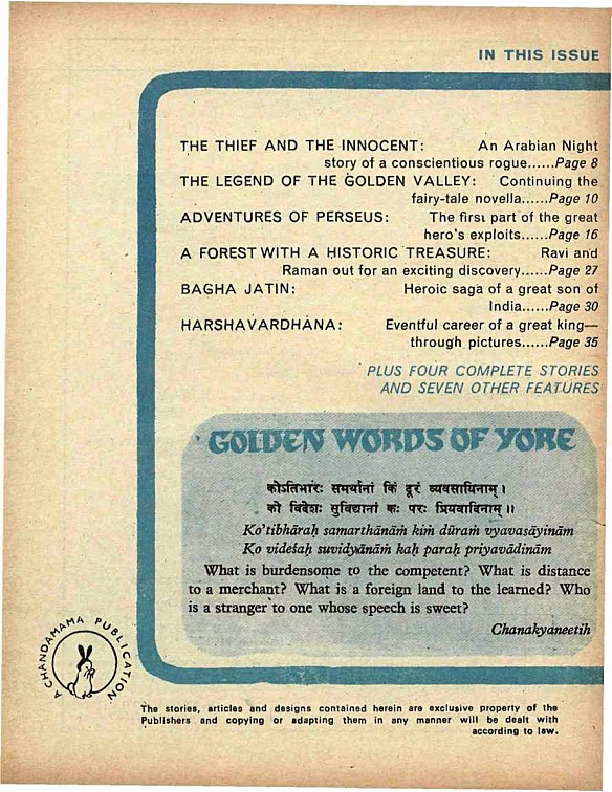 IN THIS ISSUE
THE THIEF AND THE INNOCENT: An Arabian Night
story of a conscientious rogue......Page 8
THE LEGEND OF THE GOLDEN VALLEY: Continuing the
fairy-tale novella......Page 10
ADVENTURES OF PERSEUS: The first part of the great
hero's exploits......Page 16
A FOREST WITH A HISTORIC TREASURE: Ravi and
Raman out for an exciting discovery......Page 27
BAGHA JATIN: Heroic saga of a great son of
India......Page 30
HARSHAVARDHANA: Eventful career of a great king—
through pictures......Page 35
PLUS FOUR COMPLETE STORIES
AND SEVEN OTHER FEATURES
GOLDEN WORDS OF YORE
कोऽतिभारः समर्थानां किं दूरं व्यवसायिनाम् ।
को विदेशः सुविद्यानां कः परः प्रियवादिनाम् ॥
Ko'tibhāraḥ samarthānāṁ kiṁ dūraṁ vyavasāyinām
Ko videśaḥ suvidyānāṁ kaḥ paraḥ priyavādinām
What is burdensome to the competent? What is distance
to a merchant? What is a foreign land to the learned? Who
is a stranger to one whose speech is sweet?
Chanakyaneetih
A CHANDAMAMA PUBLICATION
The stories, articles and designs contained herein are exclusive property of the
Publishers and copying or adapting them in any manner will be dealt with
according to law.